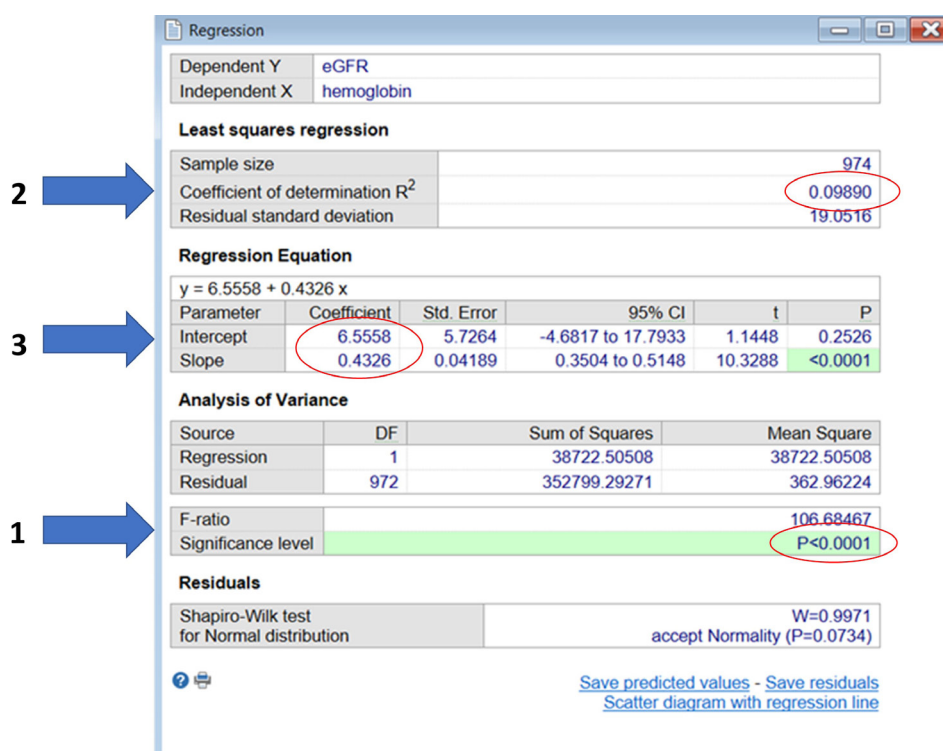 Regression
Dependent Y eGFR
Independent X hemoglobin
Least squares regression
Sample size 974
2
Coefficient of determination R² 0.09890
Residual standard deviation 19.0516
Regression Equation
y = 6.5558 + 0.4326 x
Parameter Coefficient Std. Error 95% CI t P
3
Intercept 6.5558 5.7264 -4.6817 to 17.7933 1.1448 0.2526
Slope 0.4326 0.04189 0.3504 to 0.5148 10.3288 <0.0001
Analysis of Variance
Source DF Sum of Squares Mean Square
Regression 1 38722.50508 38722.50508
Residual 972 352799.29271 362.96224
1
F-ratio 106.68467
Significance level P<0.0001
Residuals
Shapiro-Wilk test W=0.9971
for Normal distribution accept Normality (P=0.0734)
Save predicted values - Save residuals
Scatter diagram with regression line